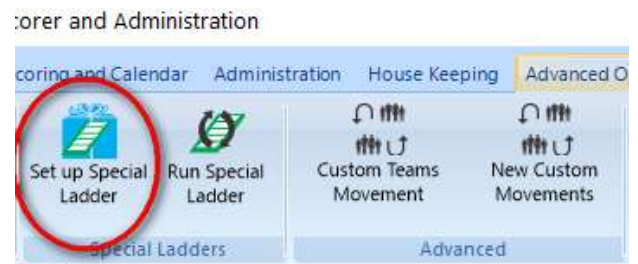 corer and Administration
coring and Calendar Administration House Keeping Advanced O
Set up Special Ladder
Run Special Ladder
Custom Teams Movement
New Custom Movements
Special Ladders Advanced